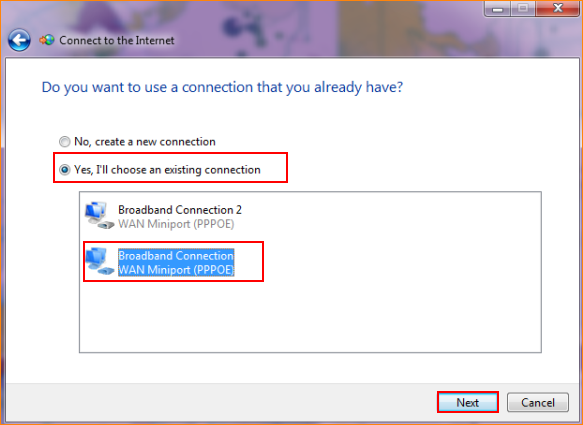 Connect to the Internet
Do you want to use a connection that you already have?
No, create a new connection
Yes, I'll choose an existing connection
Broadband Connection 2
WAN Miniport (PPPOE)
Broadband Connection
WAN Miniport (PPPOE)
Next Cancel